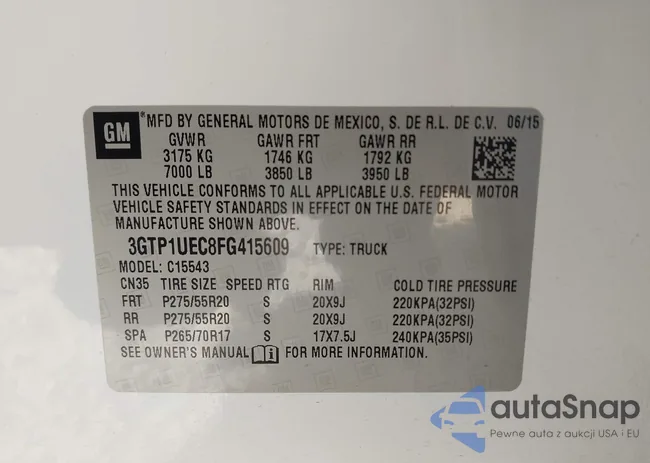 GM
MFD BY GENERAL MOTORS DE MEXICO, S. DE R.L. DE C.V. 06/15
GVWR GAWR FRT GAWR RR
3175 KG 1746 KG 1792 KG
7000 LB 3850 LB 3950 LB
THIS VEHICLE CONFORMS TO ALL APPLICABLE U.S. FEDERAL MOTOR
VEHICLE SAFETY STANDARDS IN EFFECT ON THE DATE OF
MANUFACTURE SHOWN ABOVE.
3GTP1UEC8FG415609 TYPE: TRUCK
MODEL: C15543
CN35 TIRE SIZE SPEED RTG RIM COLD TIRE PRESSURE
FRT P275/55R20 S 20X9J 220KPA(32PSI)
RR P275/55R20 S 20X9J 220KPA(32PSI)
SPA P265/70R17 S 17X7.5J 240KPA(35PSI)
SEE OWNER'S MANUAL i FOR MORE INFORMATION.
autaSnap
Pewne auta z aukcji USA i EU